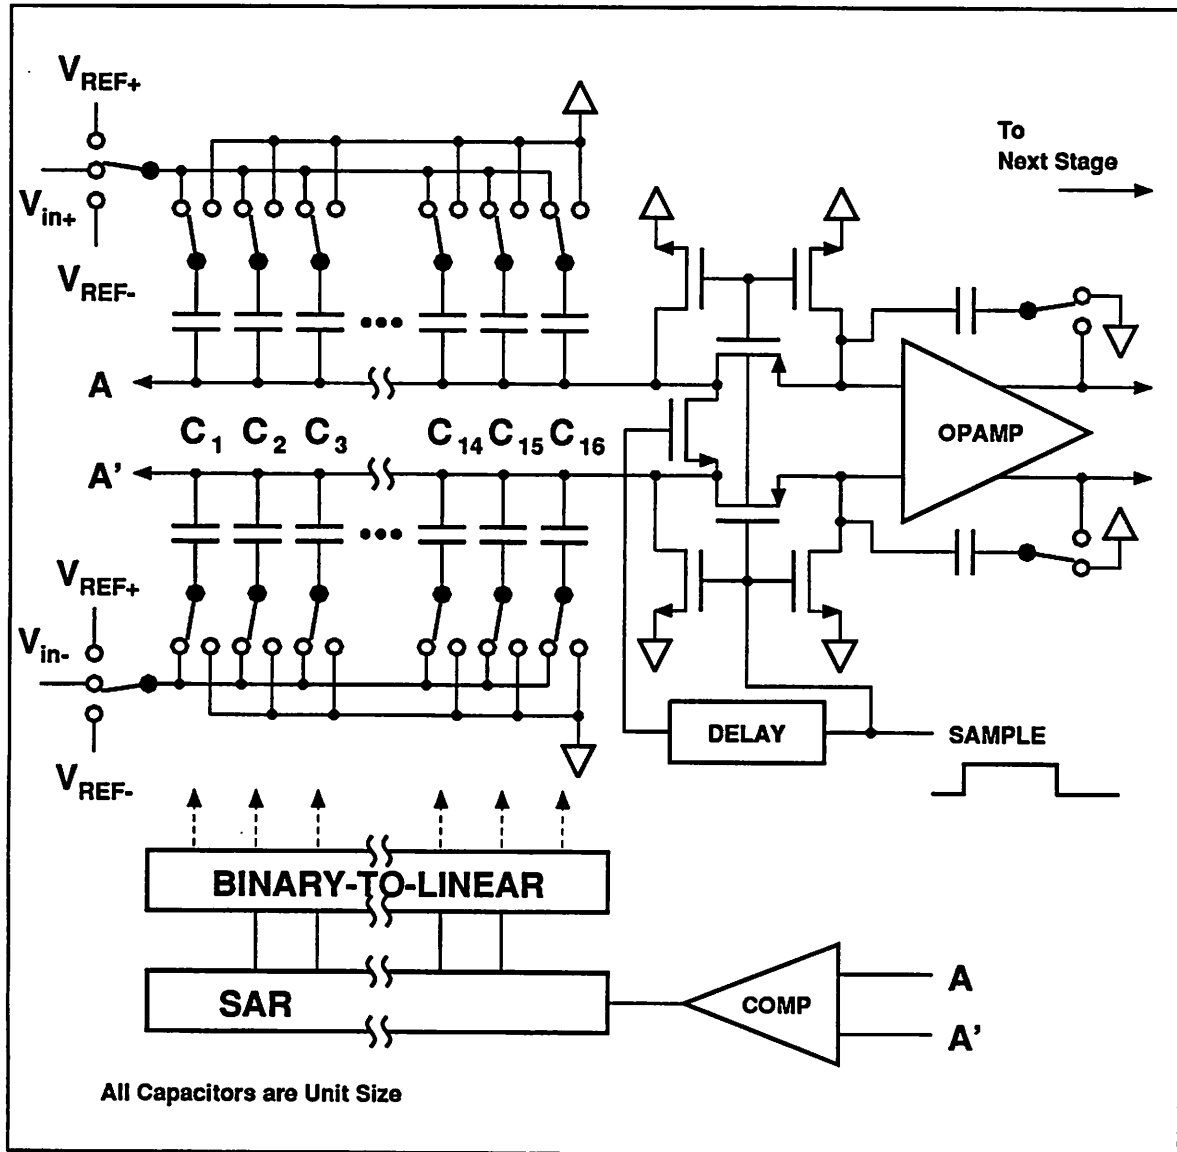 VREF+
Vin+
VREF-
To
Next Stage
A
C1 C2 C3 C14 C15 C16
A'
OPAMP
VREF+
Vin-
VREF-
DELAY
SAMPLE
BINARY-TO-LINEAR
SAR
COMP
A
A'
All Capacitors are Unit Size